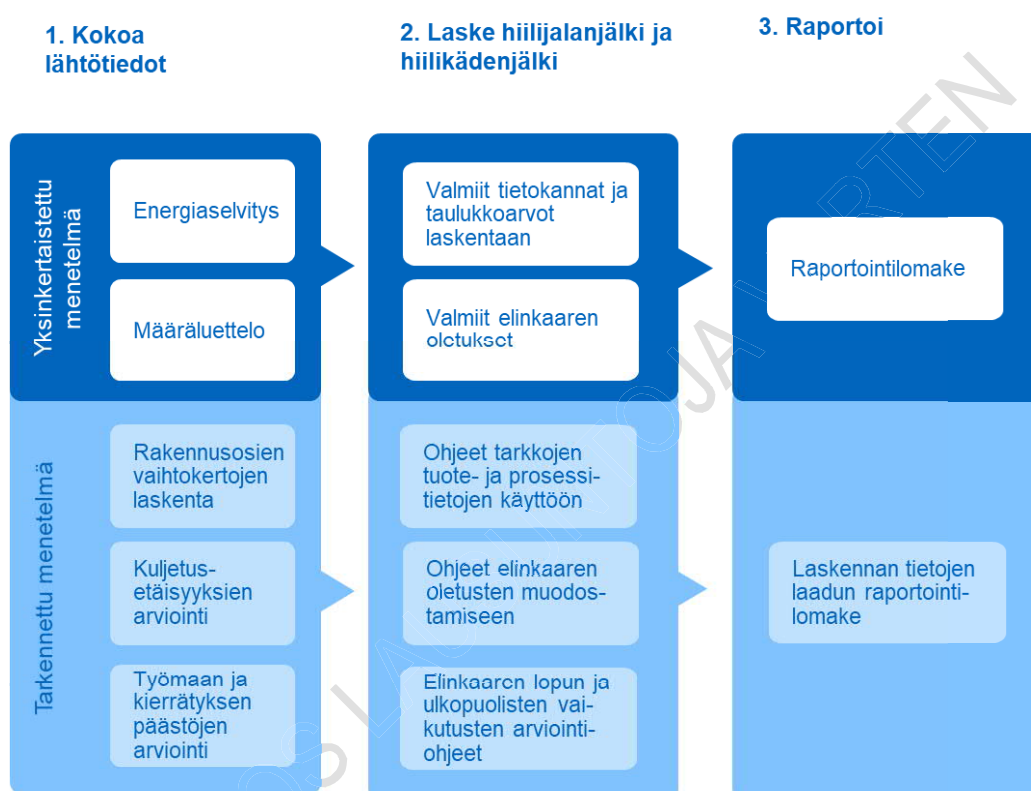 1. Kokoa
lähtötiedot
2. Laske hiilijalanjälki ja
hiilikädenjälki
3. Raportoi
Yksinkertaistettu
menetelmä
Energiaselvitys
Määräluettelo
Valmiit tietokannat ja
taulukkoarvot
laskentaan
Valmiit elinkaaren
oletukset
Raportointilomake
Tarkennettu menetelmä
Rakennusosien
vaihtokertojen
laskenta
Kuljetus-
etäisyyksien
arviointi
Työmaan ja
kierrätyksen
päästöjen
arviointi
Ohjeet tarkkojen
tuote- ja prosessi-
tietojen käyttöön
Ohjeet elinkaaren
oletusten muodos-
tamiseen
Elinkaaren lopun ja
ulkopuolisten vai-
kutusten arviointi-
ohjeet
Laskennan tietojen
laadun raportointi-
lomake